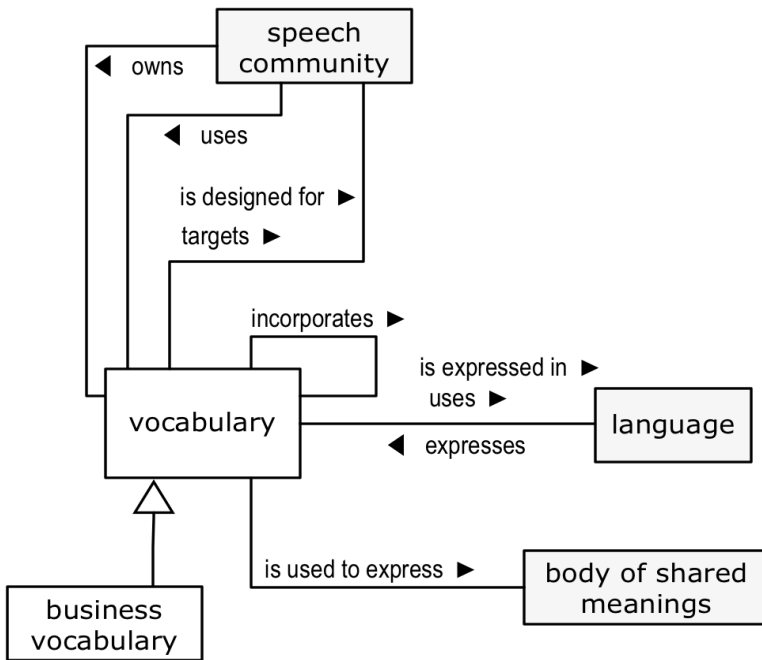 speech
community
◀ owns
◀ uses
is designed for ▶
targets ▶
incorporates ▶
is expressed in ▶
uses ▶
vocabulary
language
◀ expresses
is used to express ▶
body of shared
meanings
business
vocabulary